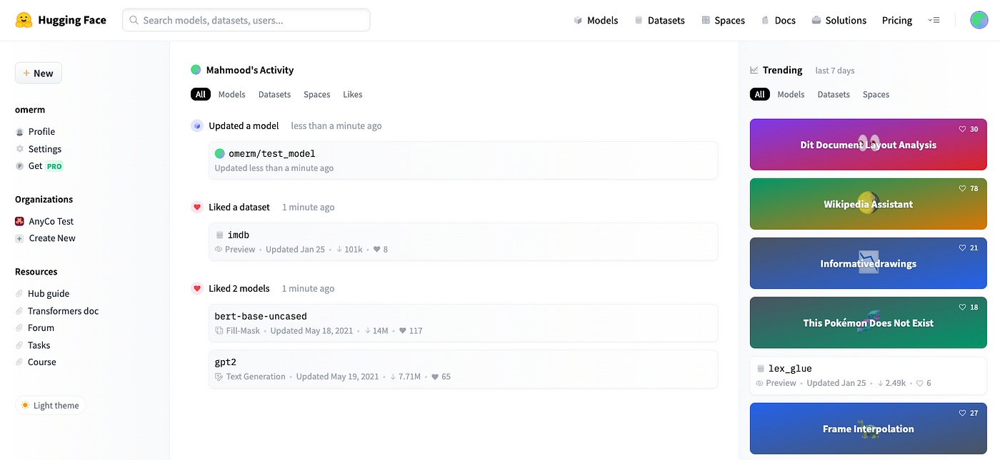 Hugging Face
Search models, datasets, users...
Models
Datasets
Spaces
Docs
Solutions
Pricing
+ New
omerm
Profile
Settings
P Get PRO
Organizations
AnyCo Test
+ Create New
Resources
Hub guide
Transformers doc
Forum
Tasks
Course
Light theme
Mahmood's Activity
All Models Datasets Spaces Likes
Updated a model less than a minute ago
omerm/test_model
Updated less than a minute ago
Liked a dataset 1 minute ago
imdb
Preview • Updated Jan 25 • ↓ 101k • ♥ 8
Liked 2 models 1 minute ago
bert-base-uncased
Fill-Mask • Updated May 18, 2021 • ↓ 14M • ♥ 117
gpt2
Text Generation • Updated May 19, 2021 • ↓ 7.71M • ♥ 65
Trending last 7 days
All Models Datasets Spaces
♡ 30
Dit Document Layout Analysis
♡ 78
Wikipedia Assistant
♡ 21
Informativedrawings
♡ 18
This Pokémon Does Not Exist
lex_glue
Preview • Updated Jan 25 • ↓ 2.49k • ♡ 6
♡ 27
Frame Interpolation